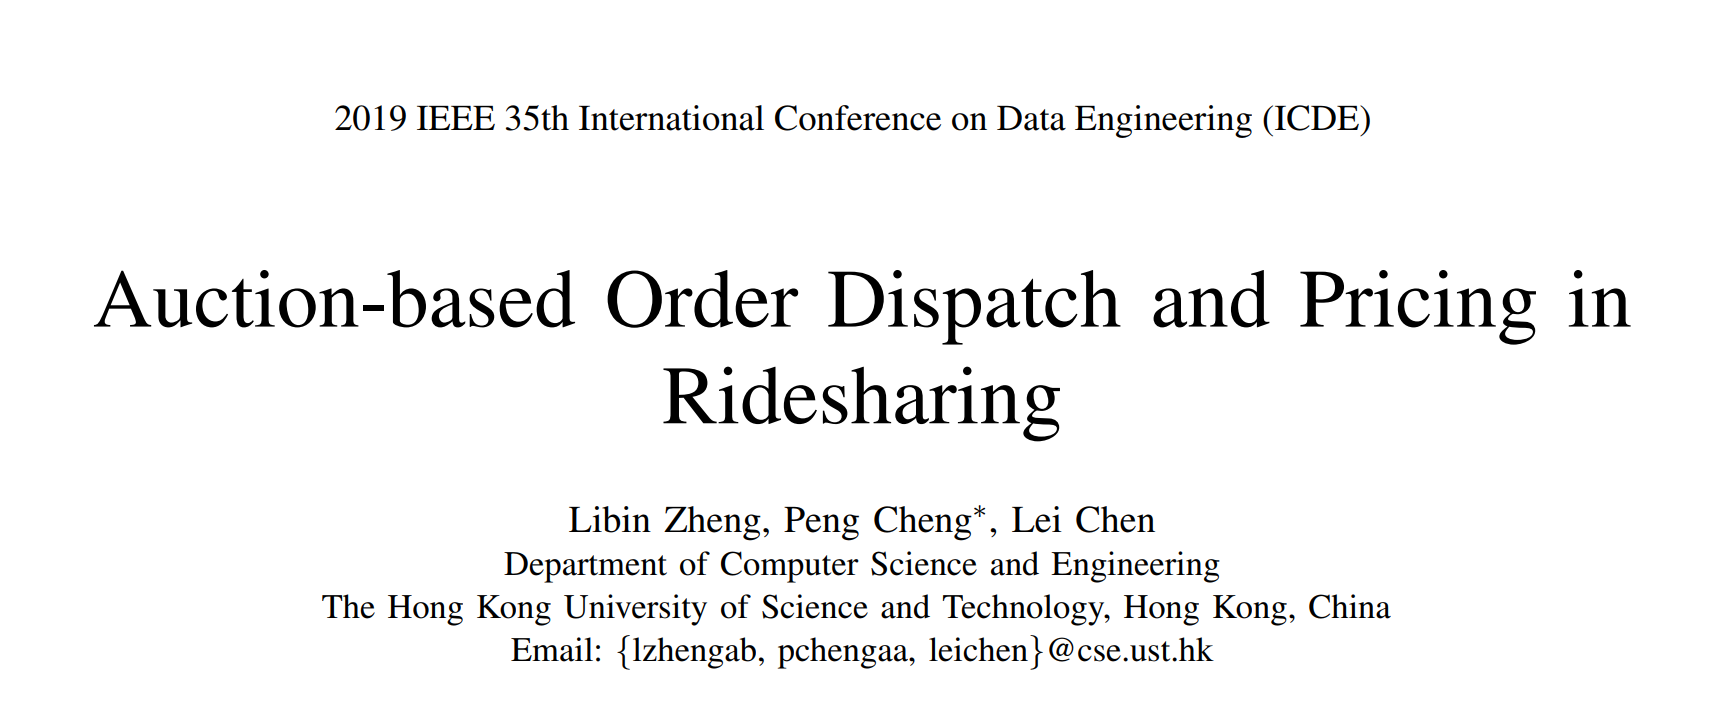 2019 IEEE 35th International Conference on Data Engineering (ICDE)
Auction-based Order Dispatch and Pricing in
Ridesharing
Libin Zheng, Peng Cheng*, Lei Chen
Department of Computer Science and Engineering
The Hong Kong University of Science and Technology, Hong Kong, China
Email: {lzhengab, pchengaa, leichen}@cse.ust.hk